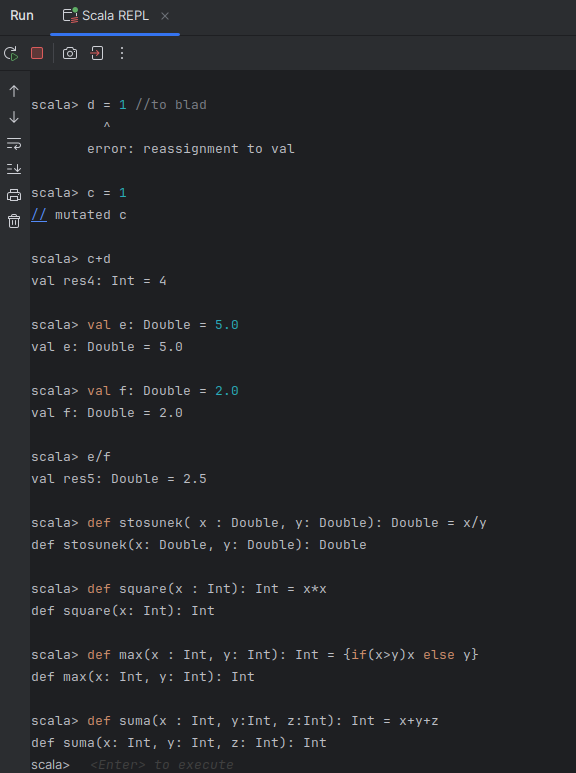 Run
Scala REPL
scala> d = 1 //to blad
^
error: reassignment to val
scala> c = 1
// mutated c
scala> c+d
val res4: Int = 4
scala> val e: Double = 5.0
val e: Double = 5.0
scala> val f: Double = 2.0
val f: Double = 2.0
scala> e/f
val res5: Double = 2.5
scala> def stosunek( x : Double, y: Double): Double = x/y
def stosunek(x: Double, y: Double): Double
scala> def square(x : Int): Int = x*x
def square(x: Int): Int
scala> def max(x : Int, y: Int): Int = {if(x>y)x else y}
def max(x: Int, y: Int): Int
scala> def suma(x : Int, y:Int, z:Int): Int = x+y+z
def suma(x: Int, y: Int, z: Int): Int
scala> <Enter> to execute